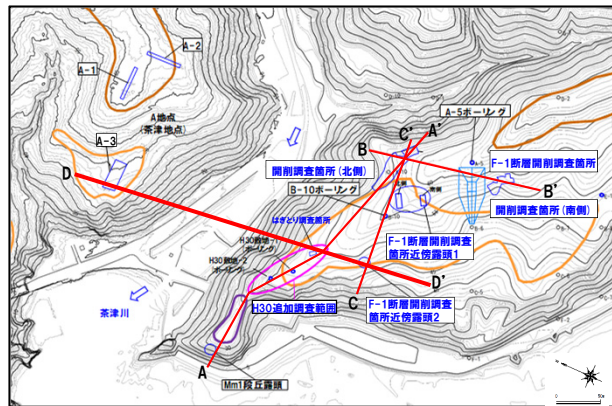 A-2
A-1
A地点
(茶津地点)
A-3
D
A-5ボーリング
C'
A'
B
F-1断層開削調査箇所
開削調査箇所(北側)
北側
南側
B-10ボーリング
B'
開削調査箇所(南側)
はぎとり調査箇所
F-1断層開削調査
箇所近傍露頭1
H30敷地-1
(ボーリング)
H30敷地-2
(ボーリング)
D'
C
F-1断層開削調査
箇所近傍露頭2
H30追加調査範囲
茶津川
A
Mm1段丘露頭